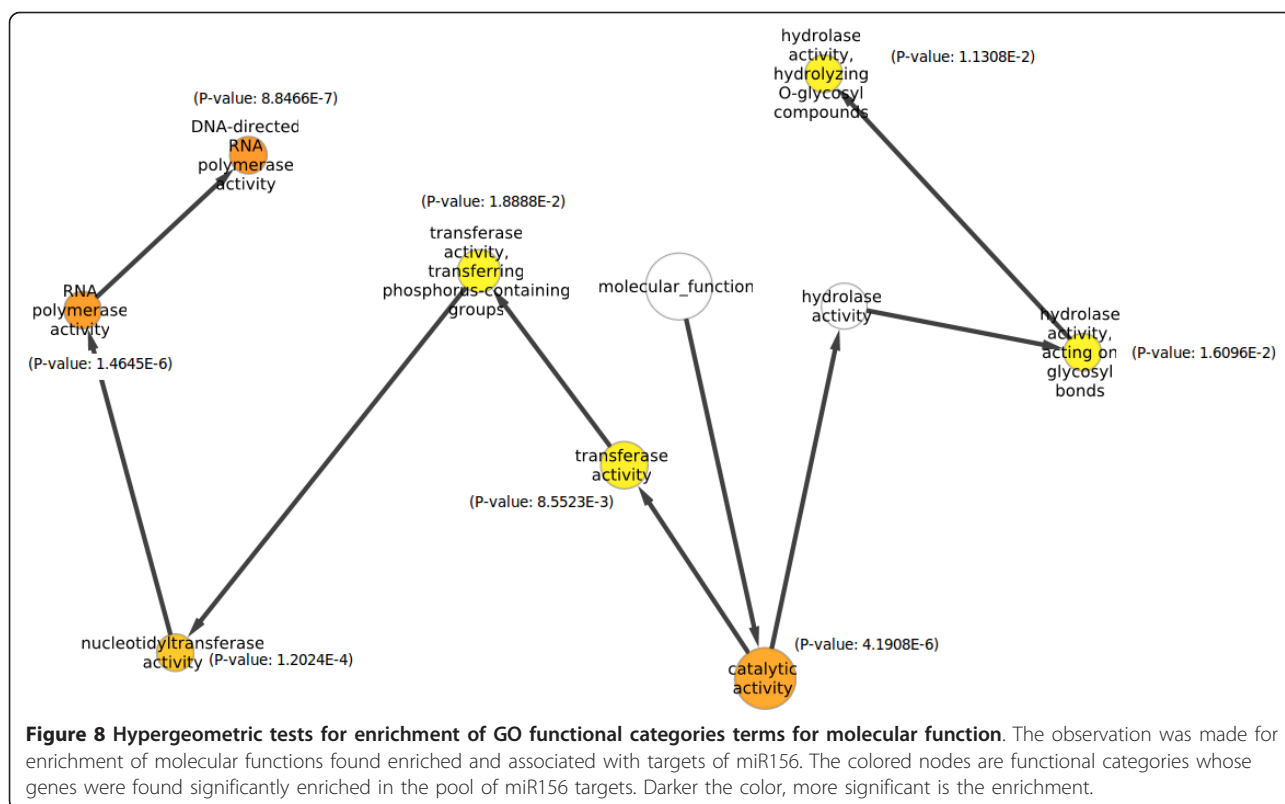 hydrolase
activity,
hydrolyzing
O-glycosyl
compounds
(P-value: 1.1308E-2)
(P-value: 8.8466E-7)
DNA-directed
RNA
polymerase
activity
(P-value: 1.8888E-2)
transferase
activity,
transferring
phosphorus-containing
groups
molecular_function
hydrolase
activity
RNA
polymerase
activity
(P-value: 1.4645E-6)
hydrolase
activity,
acting on
glycosyl
bonds
(P-value: 1.6096E-2)
transferase
activity
(P-value: 8.5523E-3)
nucleotidyltransferase
activity
(P-value: 1.2024E-4)
(P-value: 4.1908E-6)
catalytic
activity
Figure 8 Hypergeometric tests for enrichment of GO functional categories terms for molecular function. The observation was made for
enrichment of molecular functions found enriched and associated with targets of miR156. The colored nodes are functional categories whose
genes were found significantly enriched in the pool of miR156 targets. Darker the color, more significant is the enrichment.